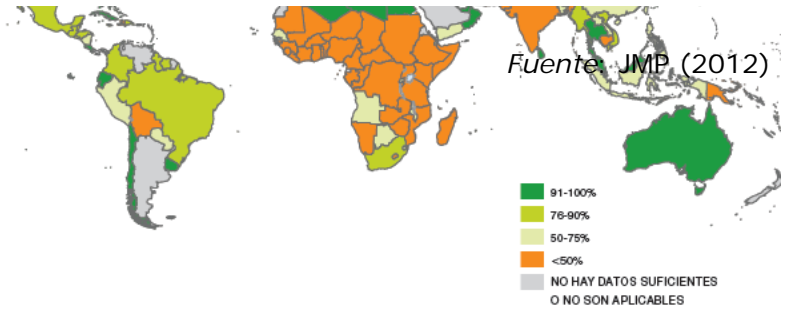 Fuente: JMP (2012)
91-100%
76-90%
50-75%
<50%
NO HAY DATOS SUFICIENTES
O NO SON APLICABLES